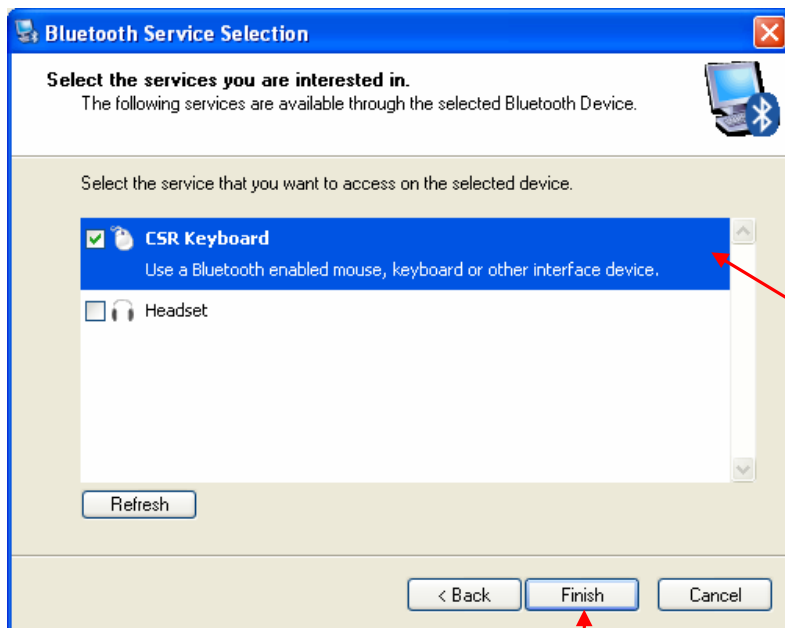 Bluetooth Service Selection
Select the services you are interested in.
The following services are available through the selected Bluetooth Device.
Select the service that you want to access on the selected device.
CSR Keyboard
Use a Bluetooth enabled mouse, keyboard or other interface device.
Headset
Refresh
< Back
Finish
Cancel